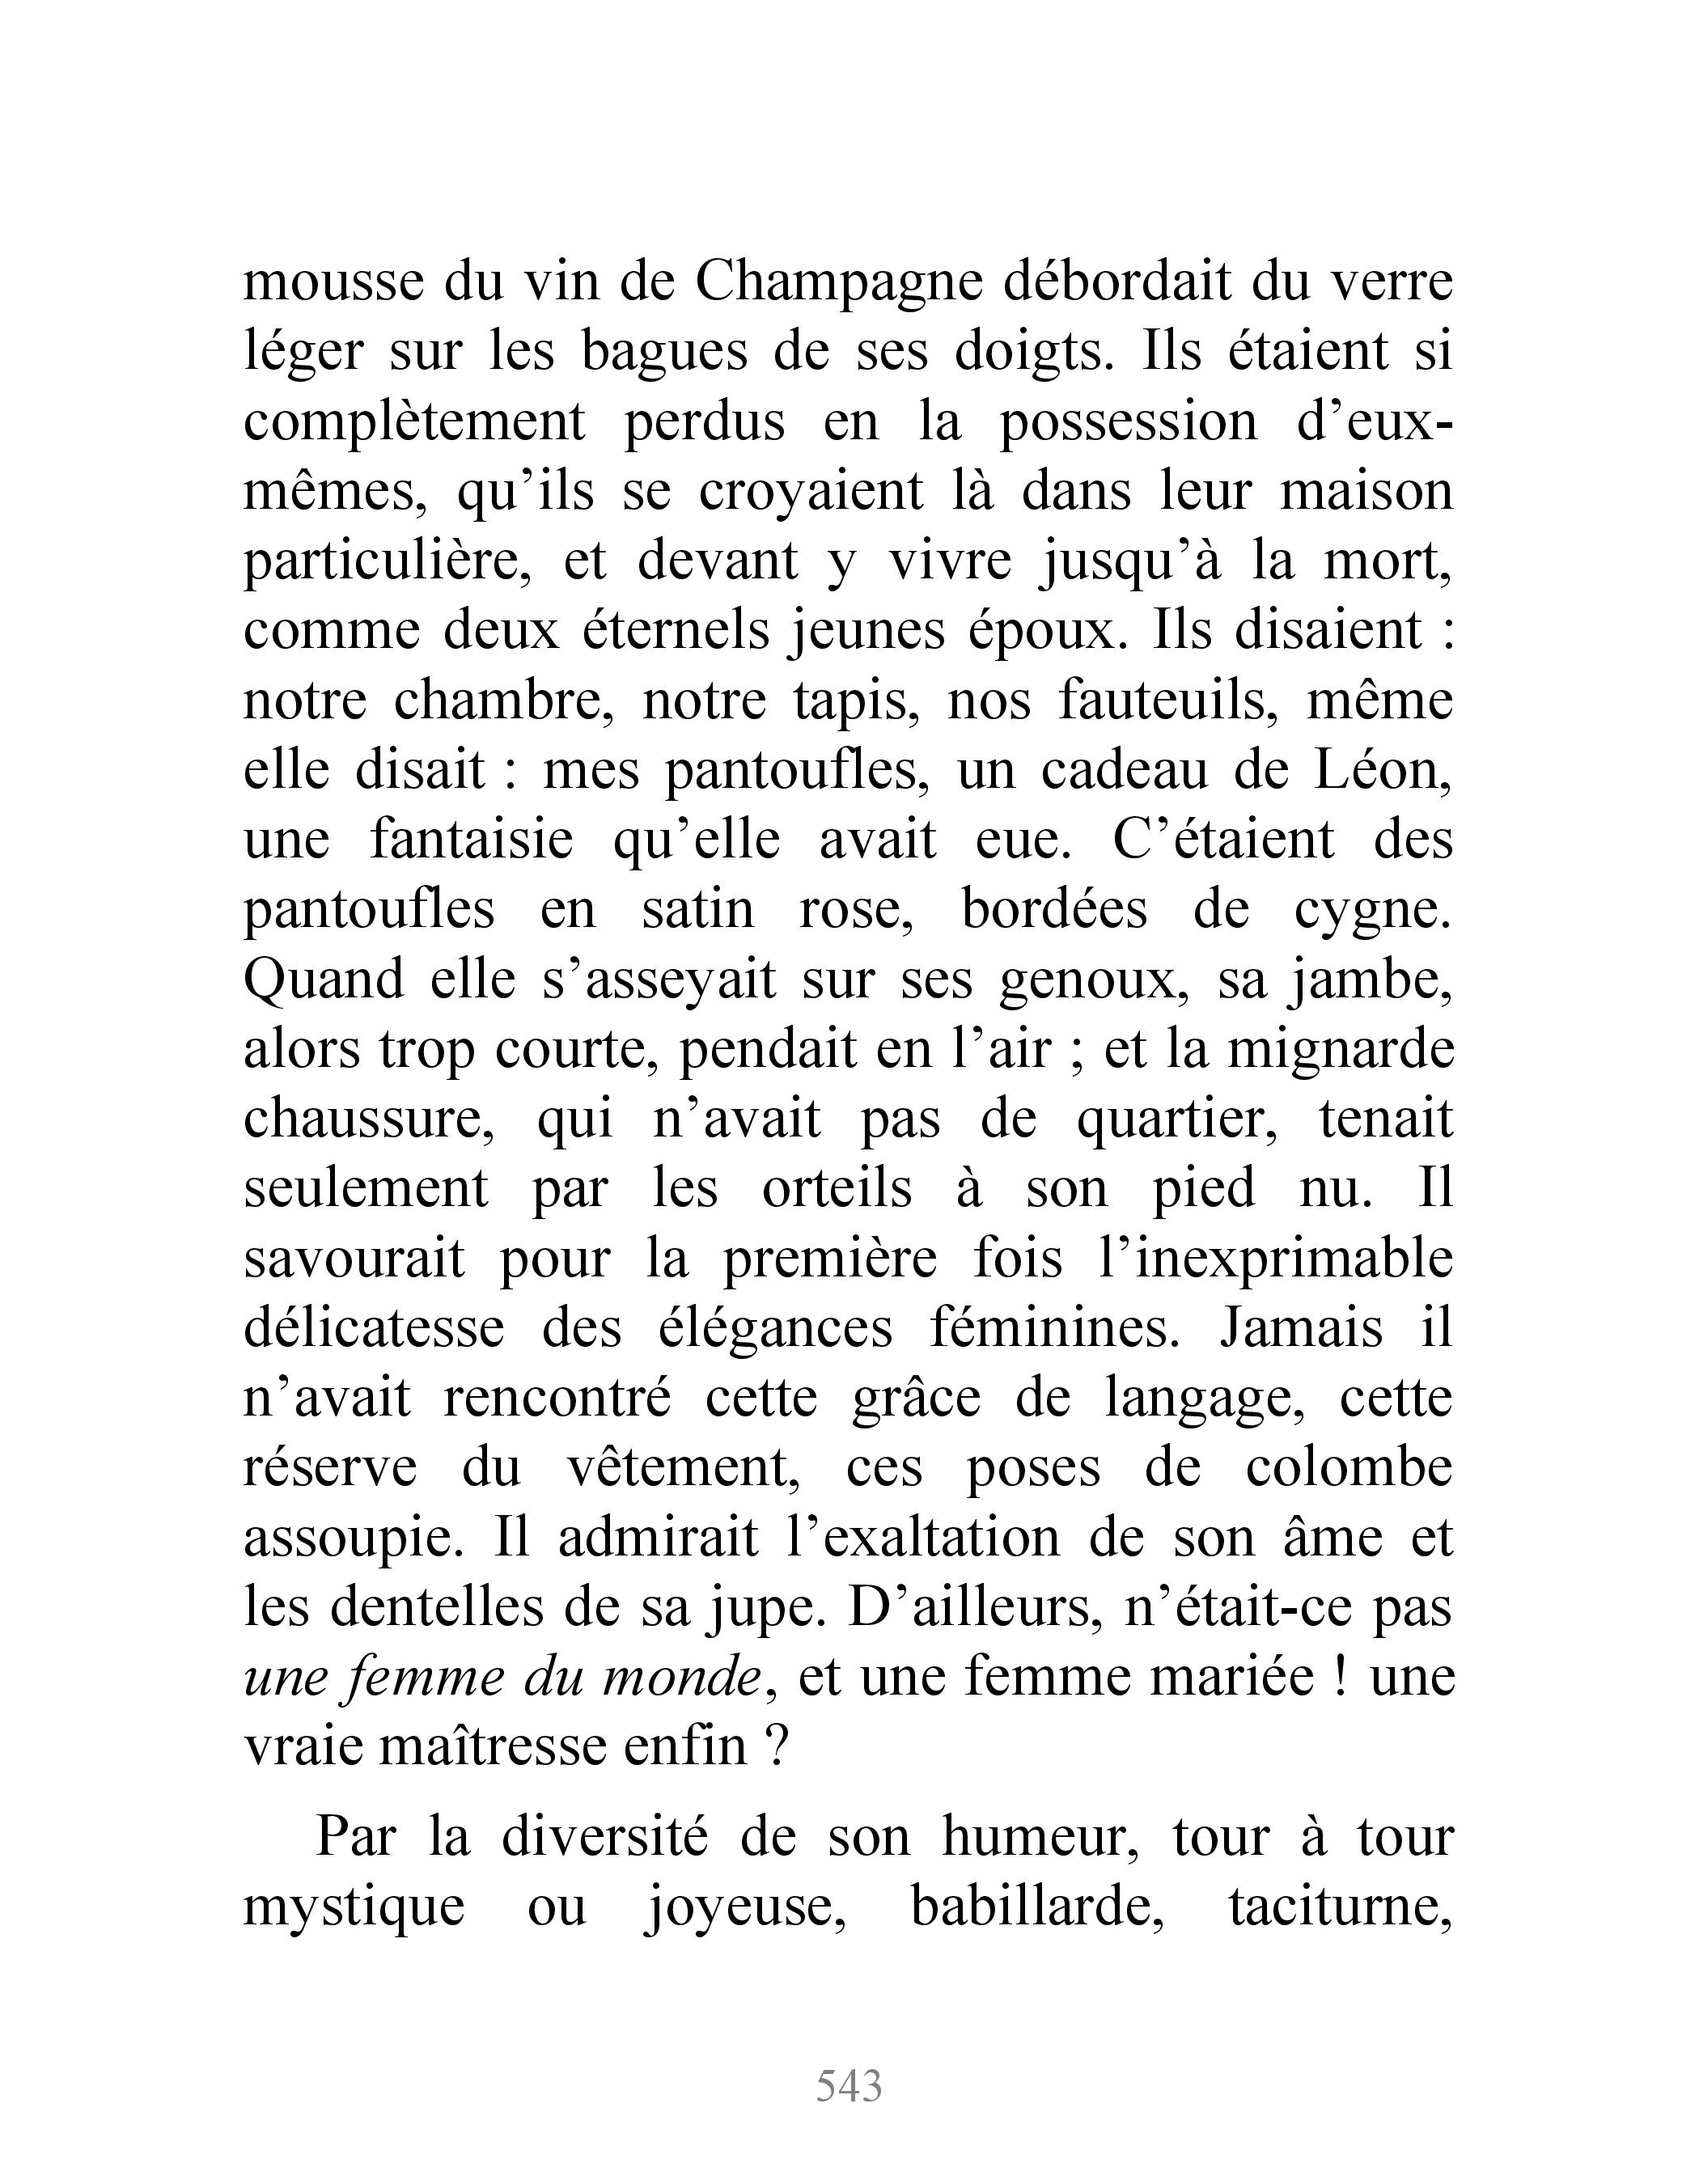 mousse du vin de Champagne débordait du verre
léger sur les bagues de ses doigts. Ils étaient si
complètement perdus en la possession d’eux-
mêmes, qu’ils se croyaient là dans leur maison
particulière, et devant y vivre jusqu’à la mort,
comme deux éternels jeunes époux. Ils disaient :
notre chambre, notre tapis, nos fauteuils, même
elle disait : mes pantoufles, un cadeau de Léon,
une fantaisie qu’elle avait eue. C’étaient des
pantoufles en satin rose, bordées de cygne.
Quand elle s’asseyait sur ses genoux, sa jambe,
alors trop courte, pendait en l’air ; et la mignarde
chaussure, qui n’avait pas de quartier, tenait
seulement par les orteils à son pied nu. Il
savourait pour la première fois l’inexprimable
délicatesse des élégances féminines. Jamais il
n’avait rencontré cette grâce de langage, cette
réserve du vêtement, ces poses de colombe
assoupie. Il admirait l’exaltation de son âme et
les dentelles de sa jupe. D’ailleurs, n’était-ce pas
une femme du monde, et une femme mariée ! une
vraie maîtresse enfin ?
Par la diversité de son humeur, tour à tour
mystique ou joyeuse, babillarde, taciturne,
543